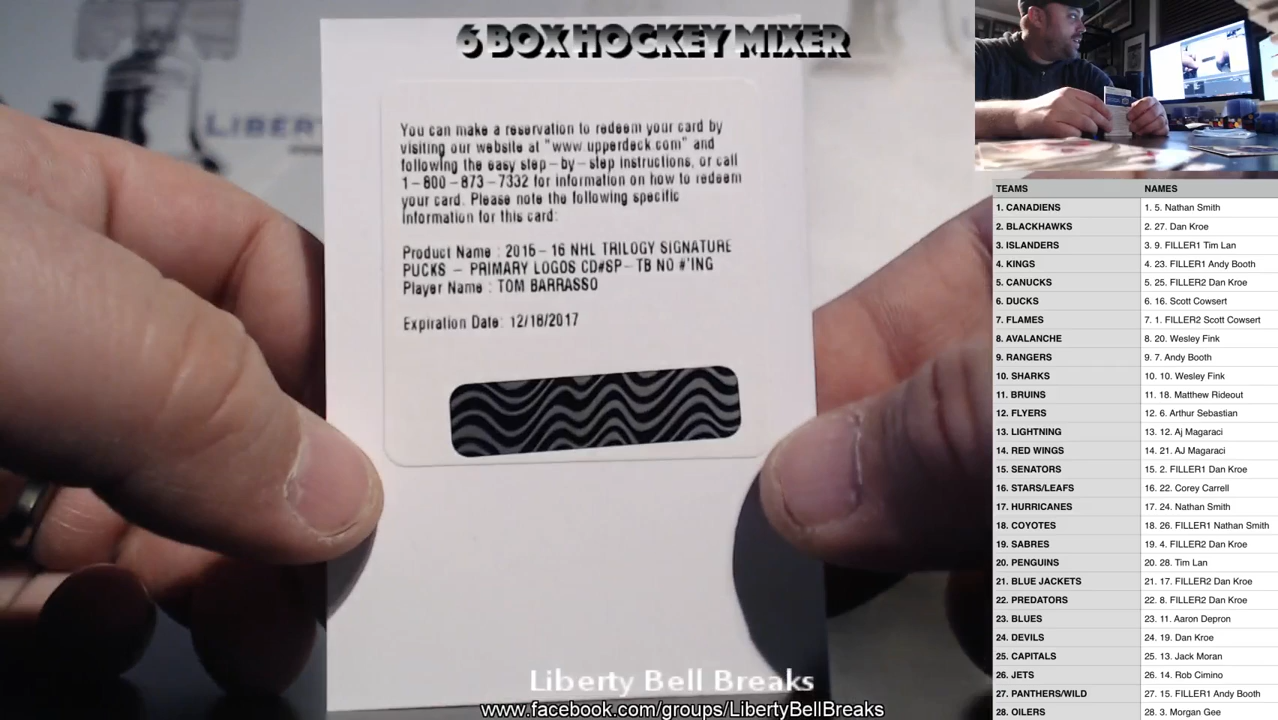 6 BOX HOCKEY MIXER
LIBER
You can make a reservation to redeem your card by
visiting our website at "www.upperdeck.com" and
following the easy step-by-step instructions, or call
1-800-873-7332 for information on how to redeem
your card. Please note the following specific
information for this card:
Product Name : 2015-16 NHL TRILOGY SIGNATURE
PUCKS - PRIMARY LOGOS CD#SP-TB NO #'ING
Player Name : TOM BARRASSO
Expiration Date: 12/18/2017
Liberty Bell Breaks
www.facebook.com/groups/LibertyBellBreaks
TEAMS NAMES
1. CANADIENS 1. 5. Nathan Smith
2. BLACKHAWKS 2. 27. Dan Kroe
3. ISLANDERS 3. 9. FILLER1 Tim Lan
4. KINGS 4. 23. FILLER1 Andy Booth
5. CANUCKS 5. 25. FILLER2 Dan Kroe
6. DUCKS 6. 16. Scott Cowsert
7. FLAMES 7. 1. FILLER2 Scott Cowsert
8. AVALANCHE 8. 20. Wesley Fink
9. RANGERS 9. 7. Andy Booth
10. SHARKS 10. 10. Wesley Fink
11. BRUINS 11. 18. Matthew Rideout
12. FLYERS 12. 6. Arthur Sebastian
13. LIGHTNING 13. 12. Aj Magaraci
14. RED WINGS 14. 21. AJ Magaraci
15. SENATORS 15. 2. FILLER1 Dan Kroe
16. STARS/LEAFS 16. 22. Corey Carrell
17. HURRICANES 17. 24. Nathan Smith
18. COYOTES 18. 26. FILLER1 Nathan Smith
19. SABRES 19. 4. FILLER2 Dan Kroe
20. PENGUINS 20. 28. Tim Lan
21. BLUE JACKETS 21. 17. FILLER2 Dan Kroe
22. PREDATORS 22. 8. FILLER2 Dan Kroe
23. BLUES 23. 11. Aaron Depron
24. DEVILS 24. 19. Dan Kroe
25. CAPITALS 25. 13. Jack Moran
26. JETS 26. 14. Rob Cimino
27. PANTHERS/WILD 27. 15. FILLER1 Andy Booth
28. OILERS 28. 3. Morgan Gee